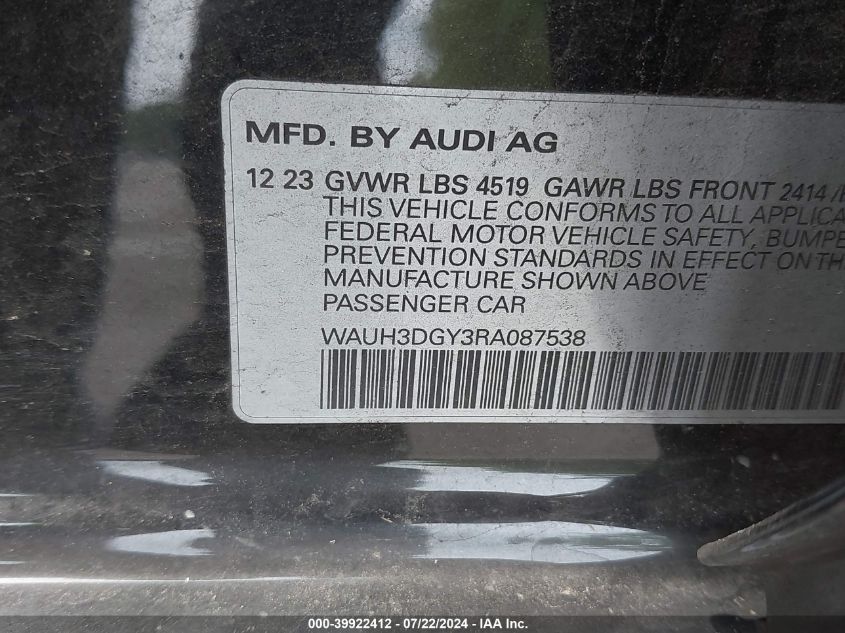 MFD. BY AUDI AG
12 23 GVWR LBS 4519 GAWR LBS FRONT 2414
THIS VEHICLE CONFORMS TO ALL
FEDERAL MOTOR VEHICLE SAFETY,
PREVENTION STANDARDS IN EFFECT ON
MANUFACTURE SHOWN ABOVE
PASSENGER CAR
WAUH3DGY3RA087538
000-39922412 - 07/22/2024 - IAA Inc.